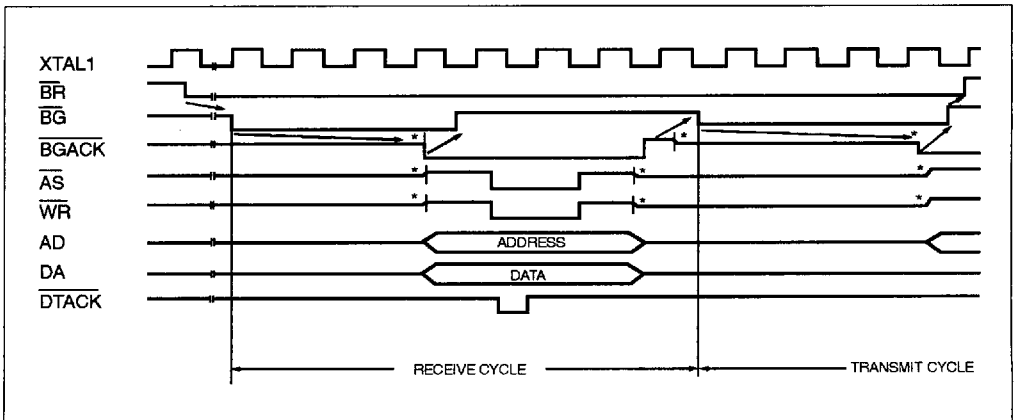 XTAL1
BR
BG
BGACK
AS
WR
AD
DA
DTACK
* * *
* * *
* * *
ADDRESS
DATA
RECEIVE CYCLE
TRANSMIT CYCLE